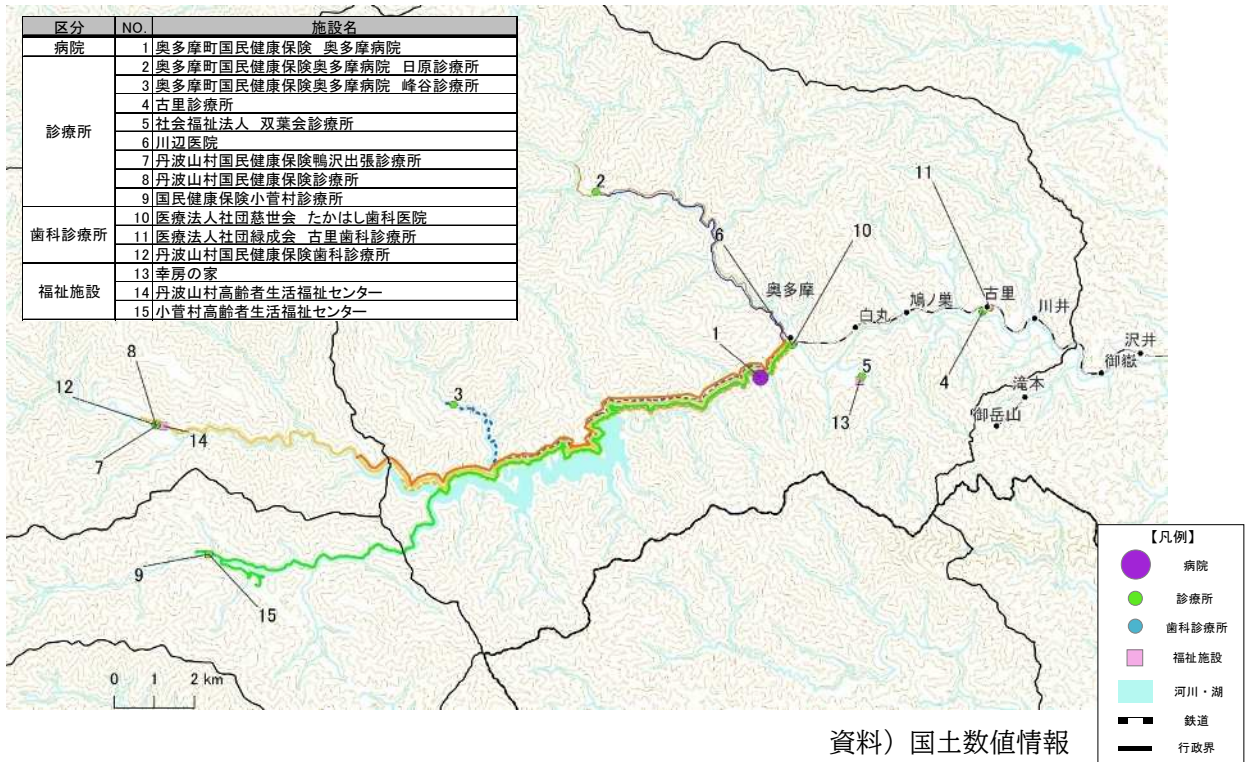 区分 NO. 施設名
病院 1 奥多摩町国民健康保険 奥多摩病院
診療所 2 奥多摩町国民健康保険奥多摩病院 日原診療所
3 奥多摩町国民健康保険奥多摩病院 峰谷診療所
4 古里診療所
5 社会福祉法人 双葉会診療所
6 川辺医院
7 丹波山村国民健康保険鴨沢出張診療所
8 丹波山村国民健康保険診療所
9 国民健康保険小菅村診療所
歯科診療所 10 医療法人社団慈世会 たかはし歯科医院
11 医療法人社団緑成会 古里歯科診療所
12 丹波山村国民健康保険歯科診療所
福祉施設 13 幸房の家
14 丹波山村高齢者生活福祉センター
15 小菅村高齢者生活福祉センター
11
2
6
10
奥多摩
鳩ノ巣
古里
川井
白丸
沢井
1
8
5
御嶽
12
3
4
滝本
13
御岳山
14
7
9
15
0 1 2 km
【凡例】
病院
診療所
歯科診療所
福祉施設
河川・湖
鉄道
行政界
資料）国土数値情報